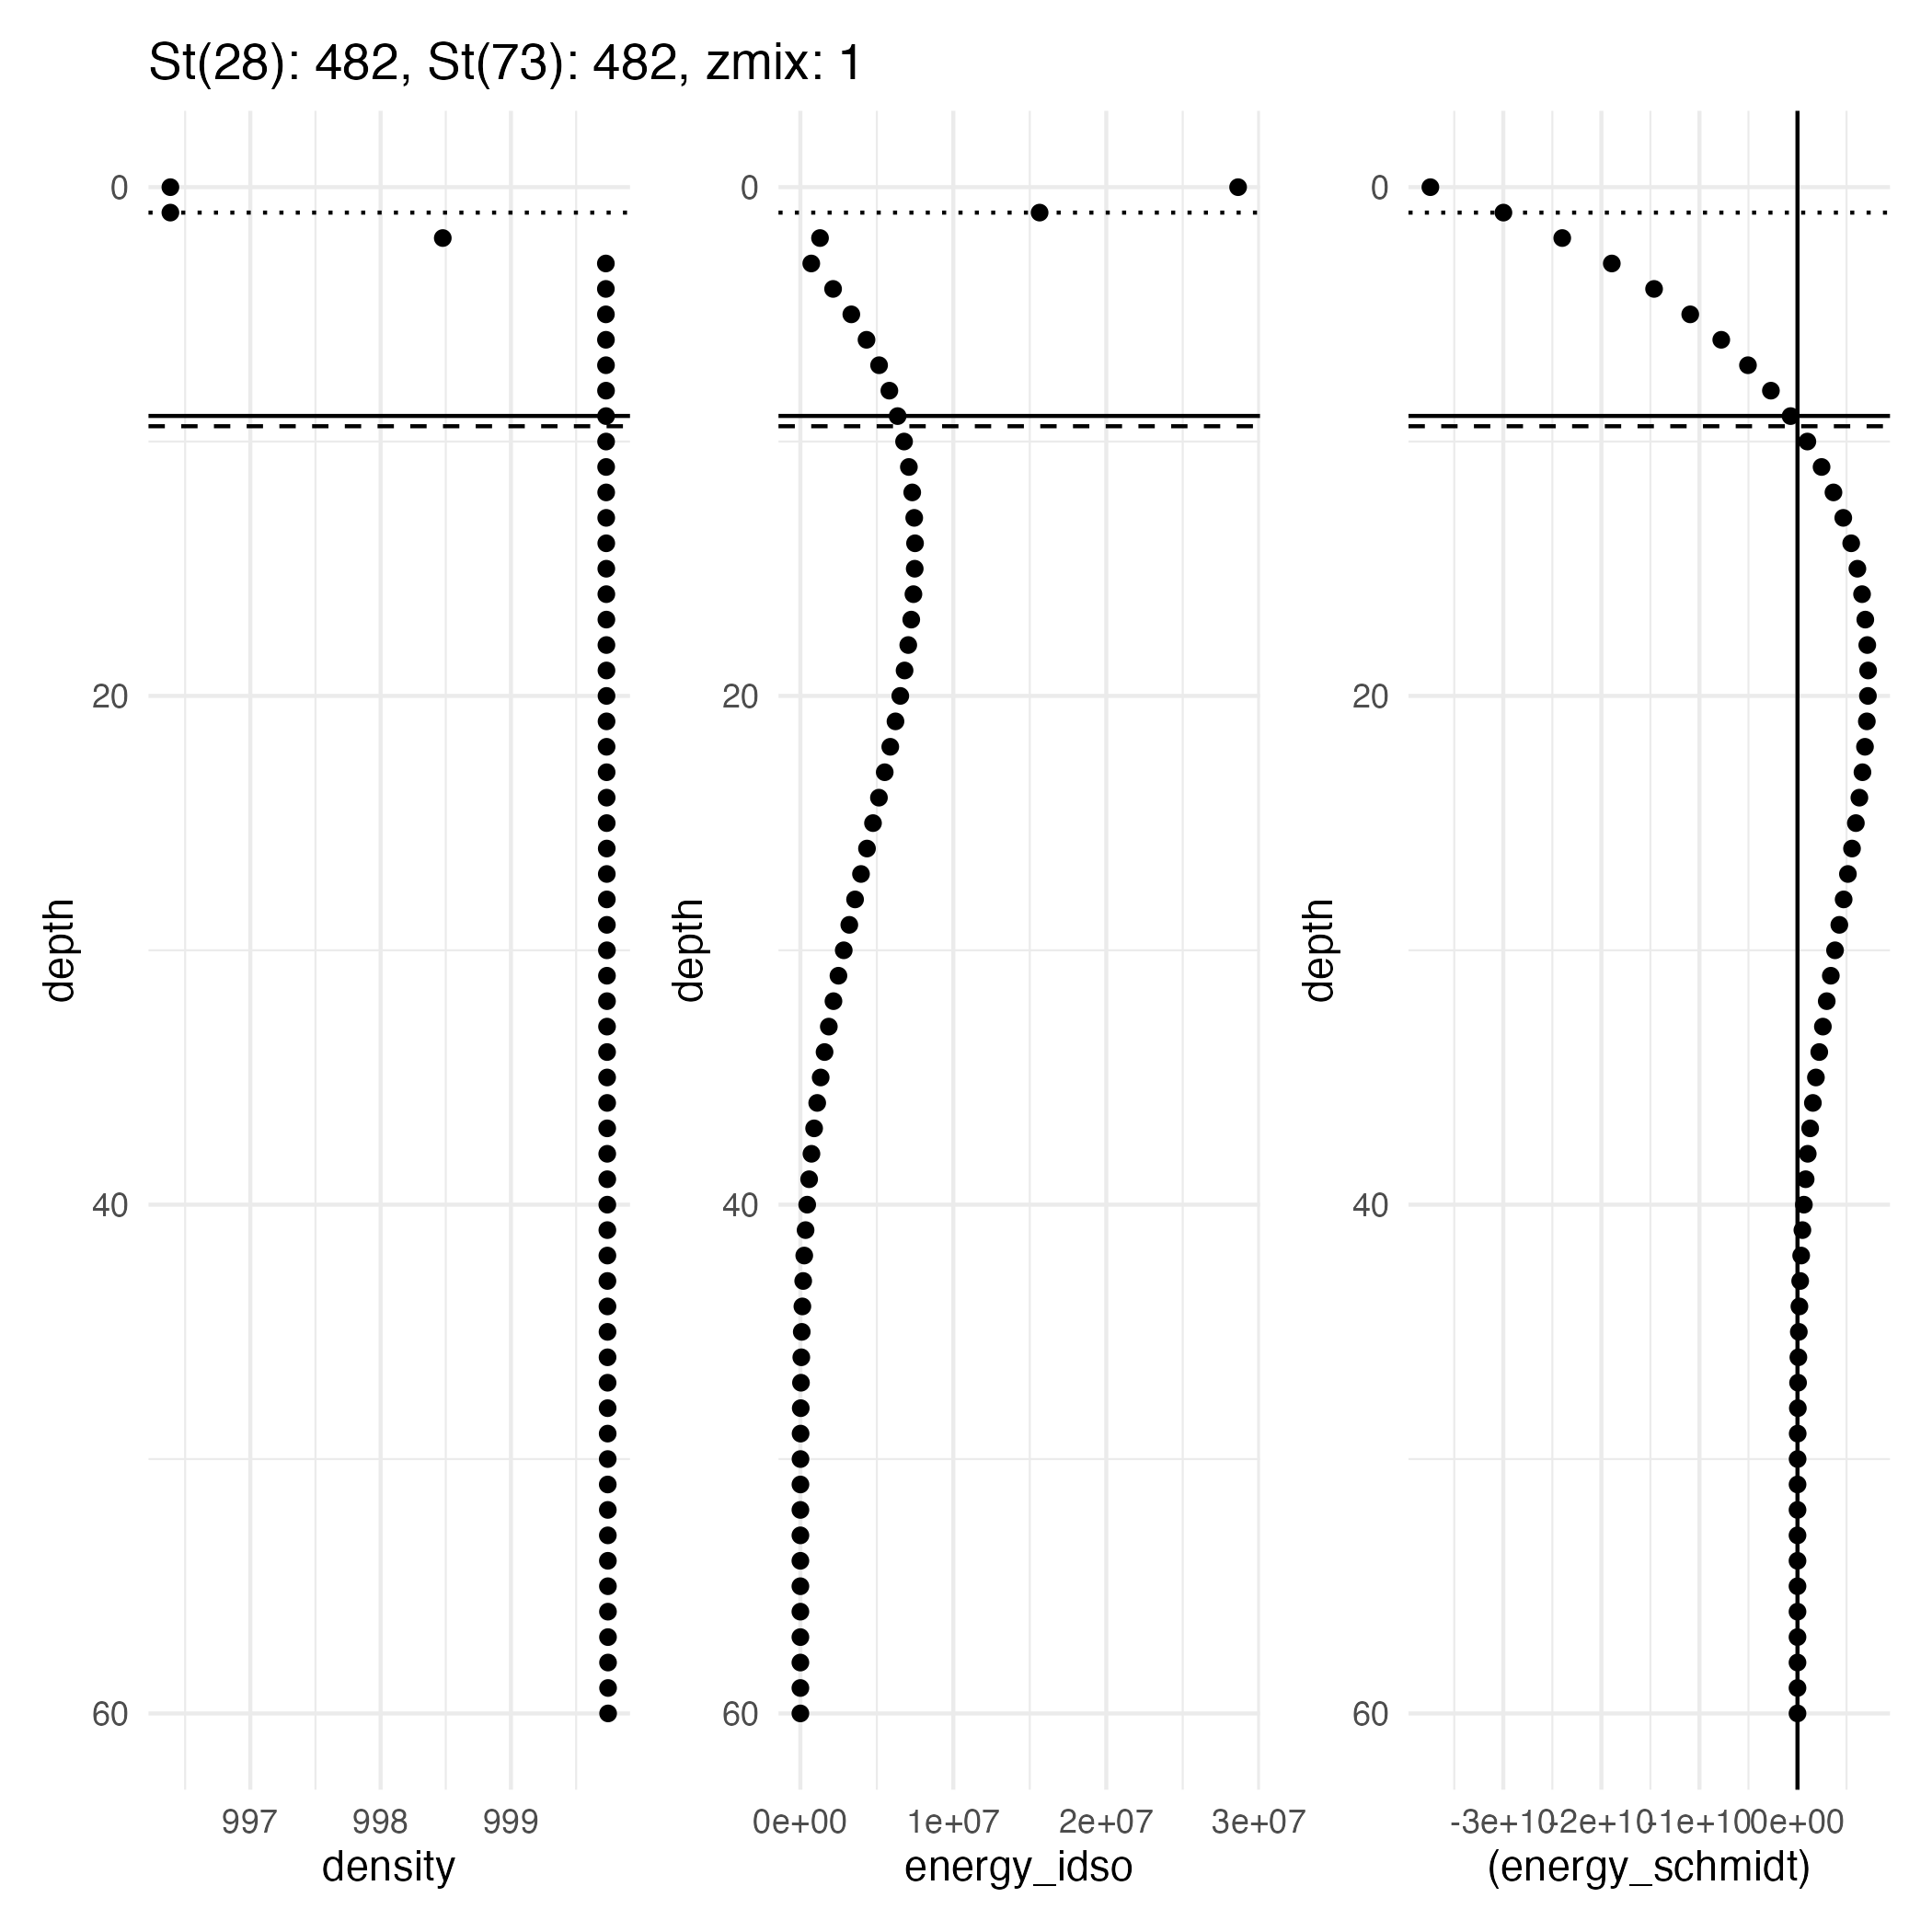 St(28): 482, St(73): 482, zmix: 1
depth
0
20
40
60
997 998 999
density
depth
0
20
40
60
0e+00 1e+07 2e+07 3e+07
energy_idso
depth
0
20
40
60
-3e+10 -2e+10 -1e+10 0e+00
(energy_schmidt)